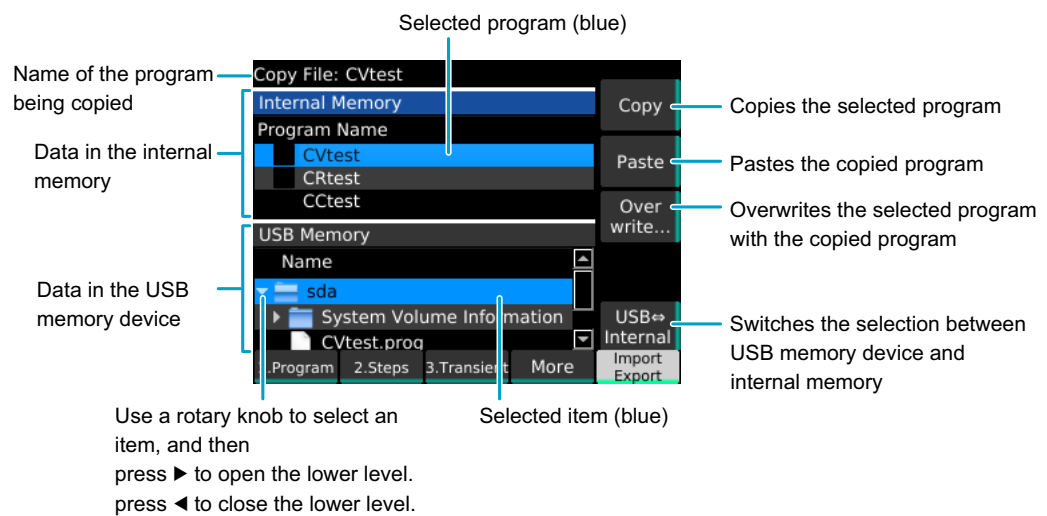 Selected program (blue)
Name of the program
being copied
Copy File: CVtest
Internal Memory
Program Name
CVtest
CRtest
CCtest
Data in the internal
memory
Copy
Copies the selected program
Paste
Pastes the copied program
Over
write...
Overwrites the selected program
with the copied program
USB Memory
Name
sda
System Volume Information
CVtest.prog
Data in the USB
memory device
USB⇔
Internal
Switches the selection between
USB memory device and
internal memory
.Program 2.Steps 3.Transient More
Import
Export
Use a rotary knob to select an
item, and then
press ▶ to open the lower level.
press ◀ to close the lower level.
Selected item (blue)